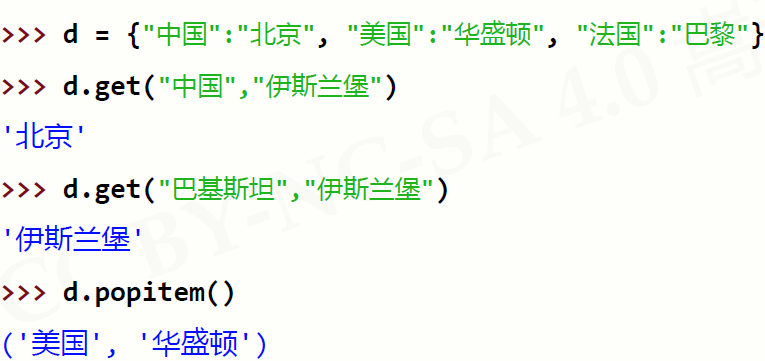 >>> d = {"中国":"北京", "美国":"华盛顿", "法国":"巴黎"}
>>> d.get("中国","伊斯兰堡")
'北京'
>>> d.get("巴基斯坦","伊斯兰堡")
'伊斯兰堡'
>>> d.popitem()
('美国', '华盛顿')
CC BY-NC-SA 4.0 嵩